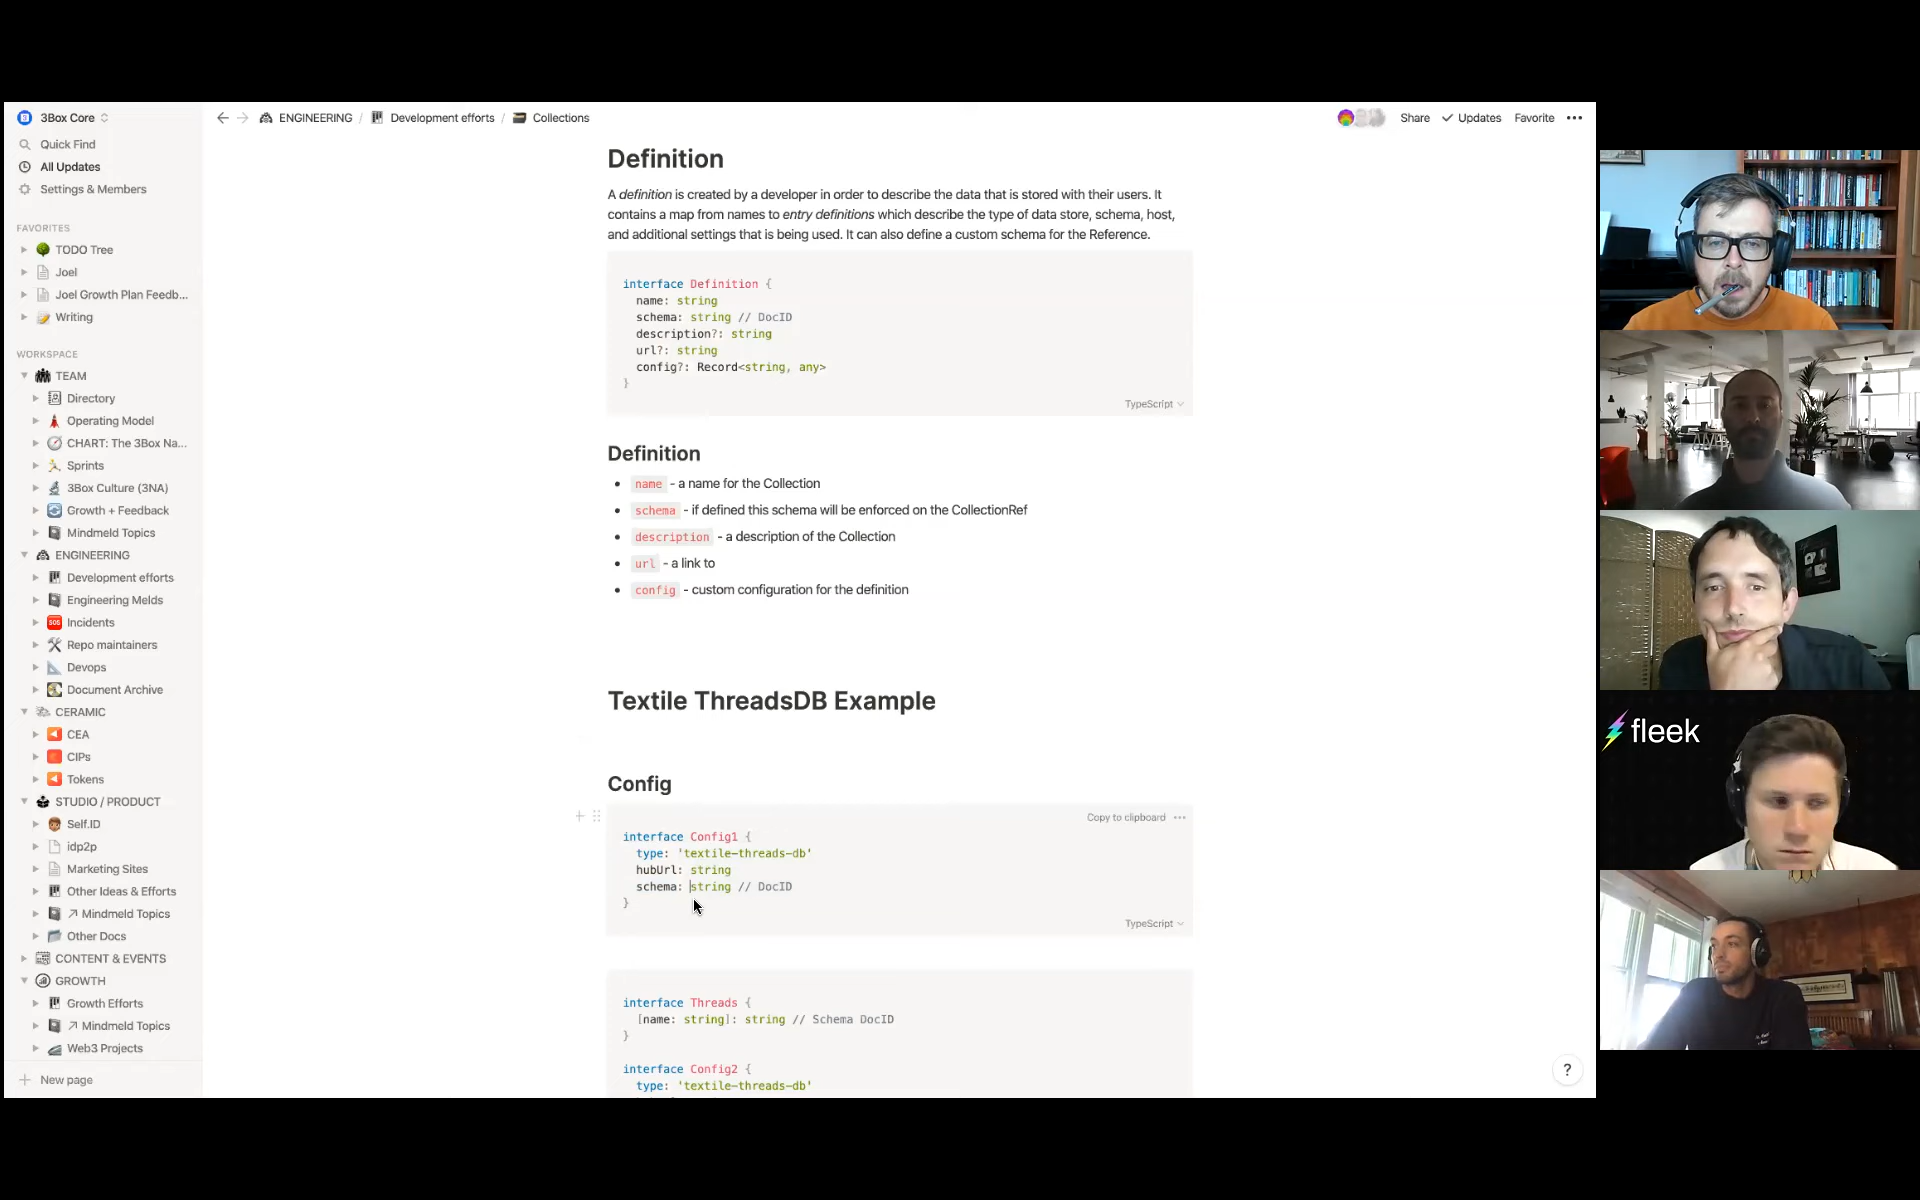 3Box Core
Quick Find
All Updates
Settings & Members
FAVORITES
TODO Tree
Joel
Joel Growth Plan Feedb...
Writing
WORKSPACE
TEAM
Directory
Operating Model
CHART: The 3Box Na...
Sprints
3Box Culture (3NA)
Growth + Feedback
Mindmeld Topics
ENGINEERING
Development efforts
Engineering Melds
Incidents
Repo maintainers
Devops
Document Archive
CERAMIC
CEA
CIPs
Tokens
STUDIO / PRODUCT
Self.ID
idp2p
Marketing Sites
Other Ideas & Efforts
↗ Mindmeld Topics
Other Docs
CONTENT & EVENTS
GROWTH
Growth Efforts
↗ Mindmeld Topics
Web3 Projects
New page
ENGINEERING / Development efforts / Collections
Share Updates Favorite
Definition
A definition is created by a developer in order to describe the data that is stored with their users. It
contains a map from names to entry definitions which describe the type of data store, schema, host,
and additional settings that is being used. It can also define a custom schema for the Reference.
interface Definition {
name: string
schema: string // DocID
description?: string
url?: string
config?: Record<string, any>
}
TypeScript
Definition
name - a name for the Collection
schema - if defined this schema will be enforced on the CollectionRef
description - a description of the Collection
url - a link to
config - custom configuration for the definition
Textile ThreadsDB Example
Config
Copy to clipboard
interface Config1 {
type: 'textile-threads-db'
hubUrl: string
schema: string // DocID
}
TypeScript
interface Threads {
[name: string]: string // Schema DocID
}
interface Config2 {
type: 'textile-threads-db'
?
fleek